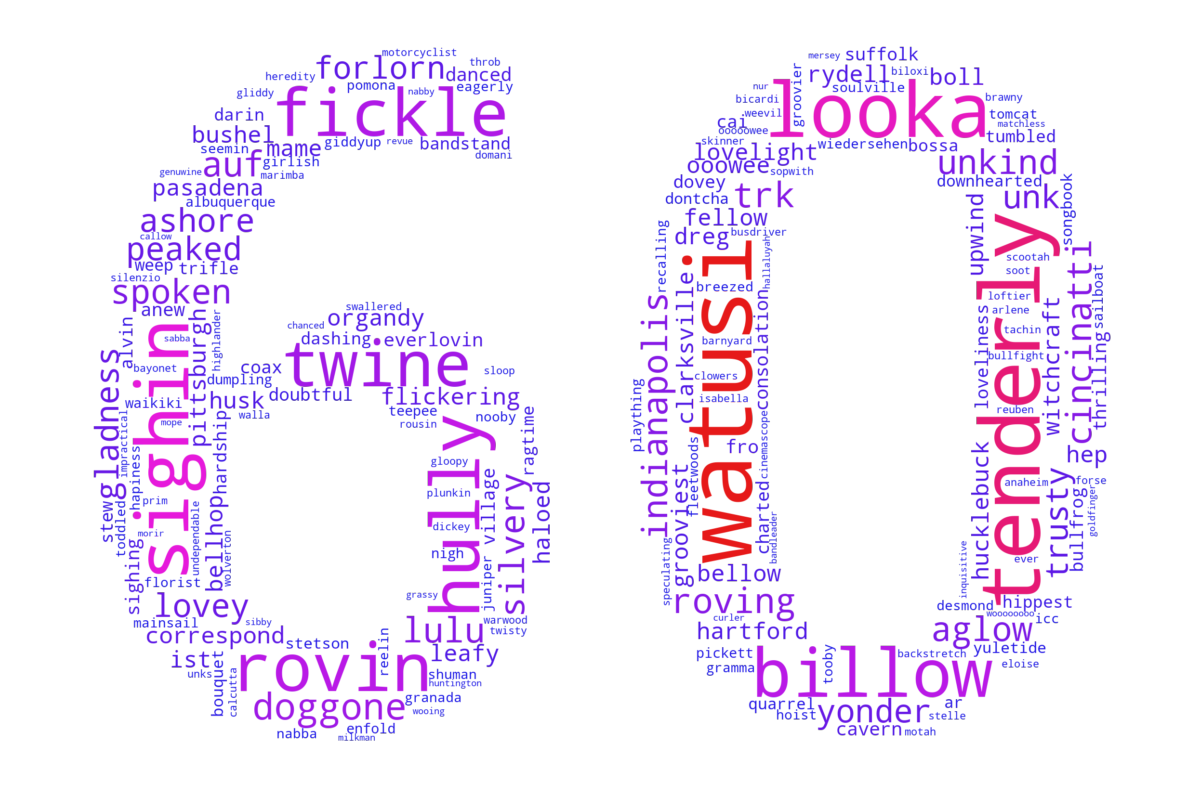 motorcyclist
forlorn
throb
heredity
danced
pomona
eagerly
gliddy
nabby
fickle
darin
bushel
giddyup
revue
bandstand
seemin
mame
domani
auf
girlish
genuwine
marimba
pasadena
albuquerque
ashore
callow
peaked
weep
trifle
silenzio
spoken
anew
alvin
sabba
pittsburgh
highlander
bayonet
gladness
sighin
waikiki
mope
impractical
hapiness
hardship
stew
prim
toddled
morir
undependable
bellhop
wolverton
sighing
florist
swallered
chanced
organdy
dashing
everlovin
coax
twine
sloop
dumpling
doubtful
flickering
husk
walla
teepee
nooby
rousin
hully
ragtime
gloopy
plunkin
village
silvery
dickey
haloed
nigh
juniper
grassy
lovey
mainsail
sibby
warwood
correspond
stetson
lulu
twisty
reelin
ist
rovin
leafy
unks
bouquet
calcutta
shuman
huntington
doggone
granada
wooing
nabba
enfold
milkman
mersey
suffolk
rydell
biloxi
boll
nur
groovier
soulville
looka
bicardi
brawny
weevil
cai
tomcat
matchless
ooooowee
skinner
tumbled
wiedersehen
bossa
lovelight
unkind
ooowee
sopwith
dovey
downhearted
dontcha
trk
unk
songbook
fellow
upwind
dreg
busdriver
recalling
hallaluyah
tenderly
scootah
cincinatti
soot
watusi
breezed
sailboat
indianapolis
clarksville
consolation
loftier
arlene
witchcraft
thrilling
loveliness
tachin
barnyard
bullfight
clowers
isabella
reuben
plaything
cinemascope
fro
hep
hucklebuck
fleetwoods
grooviest
charted
anaheim
trusty
forse
bullfrog
goldfinger
bandleader
speculating
ever
inquisitive
bellow
roving
desmond
hippest
curler
woooooboo
icc
hartford
aglow
pickett
backstretch
yuletide
gramma
tooby
billow
eloise
quarrel
ar
hoist
yonder
stelle
cavern
motah